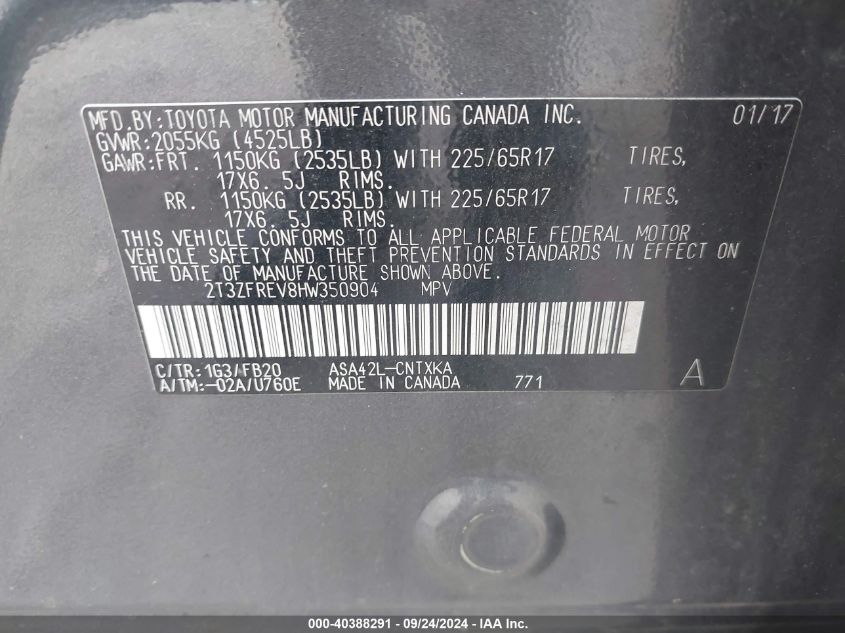 MFD.BY:TOYOTA MOTOR MANUFACTURING CANADA INC. 01/17
GVWR:2055KG (4525LB)
GAWR:FRT. 1150KG (2535LB) WITH 225/65R17 TIRES,
17X6. 5J RIMS.
RR. 1150KG (2535LB) WITH 225/65R17 TIRES,
17X6. 5J RIMS.
THIS VEHICLE CONFORMS TO ALL APPLICABLE FEDERAL MOTOR
VEHICLE SAFETY AND THEFT PREVENTION STANDARDS IN EFFECT ON
THE DATE OF MANUFACTURE SHOWN ABOVE.
2T3ZFREV8HW350904 MPV
C/TR:1G3/FB20 ASA42L-CNTXKA
A/TM:-02A/U760E MADE IN CANADA 771 A
000-40388291 / 09/24/2024 - IAA Inc.